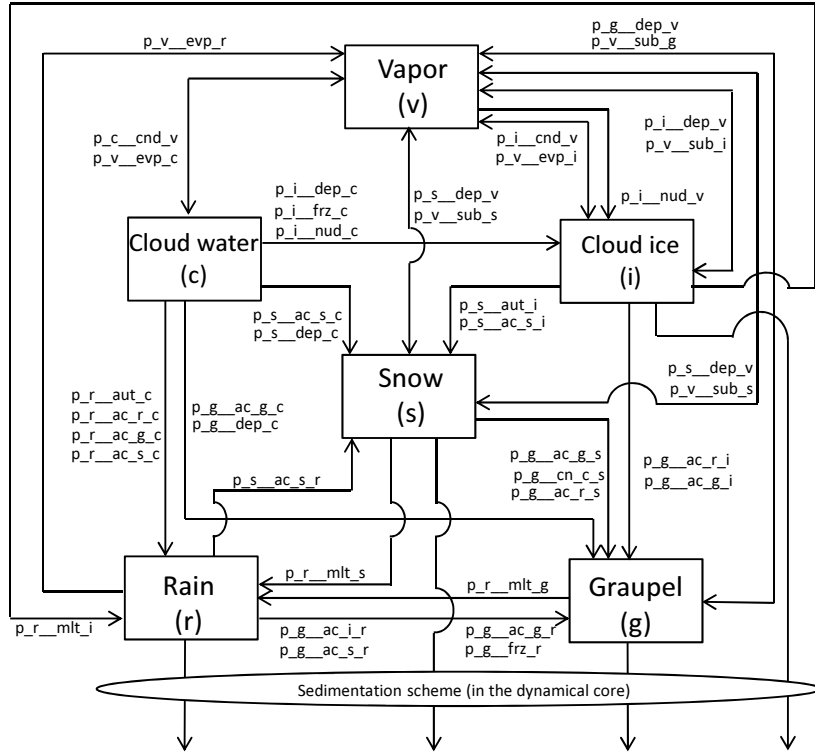 p_v__evp_r
p_g__dep_v
p_v__sub_g
Vapor
(v)
p_c__cnd_v
p_v__evp_c
p_i__cnd_v
p_v__evp_i
p_i__dep_v
p_v__sub_i
p_i__dep_c
p_i__frz_c
p_i__nud_c
p_s__dep_v
p_v__sub_s
p_i__nud_v
Cloud water
(c)
Cloud ice
(i)
p_s__ac_s_c
p_s__dep_c
p_s__aut_i
p_s__ac_s_i
Snow
(s)
p_s__dep_v
p_v__sub_s
p_r__aut_c
p_r__ac_r_c
p_r__ac_g_c
p_r__ac_s_c
p_g__ac_g_c
p_g__dep_c
p_g__ac_g_s
p_g__cn_c_s
p_g__ac_r_s
p_g__ac_r_i
p_g__ac_g_i
p_s__ac_s_r
Rain
(r)
p_r__mlt_s
p_r__mlt_g
Graupel
(g)
p_r__mlt_i
p_g__ac_i_r
p_g__ac_s_r
p_g__ac_g_r
p_g__frz_r
Sedimentation scheme (in the dynamical core)